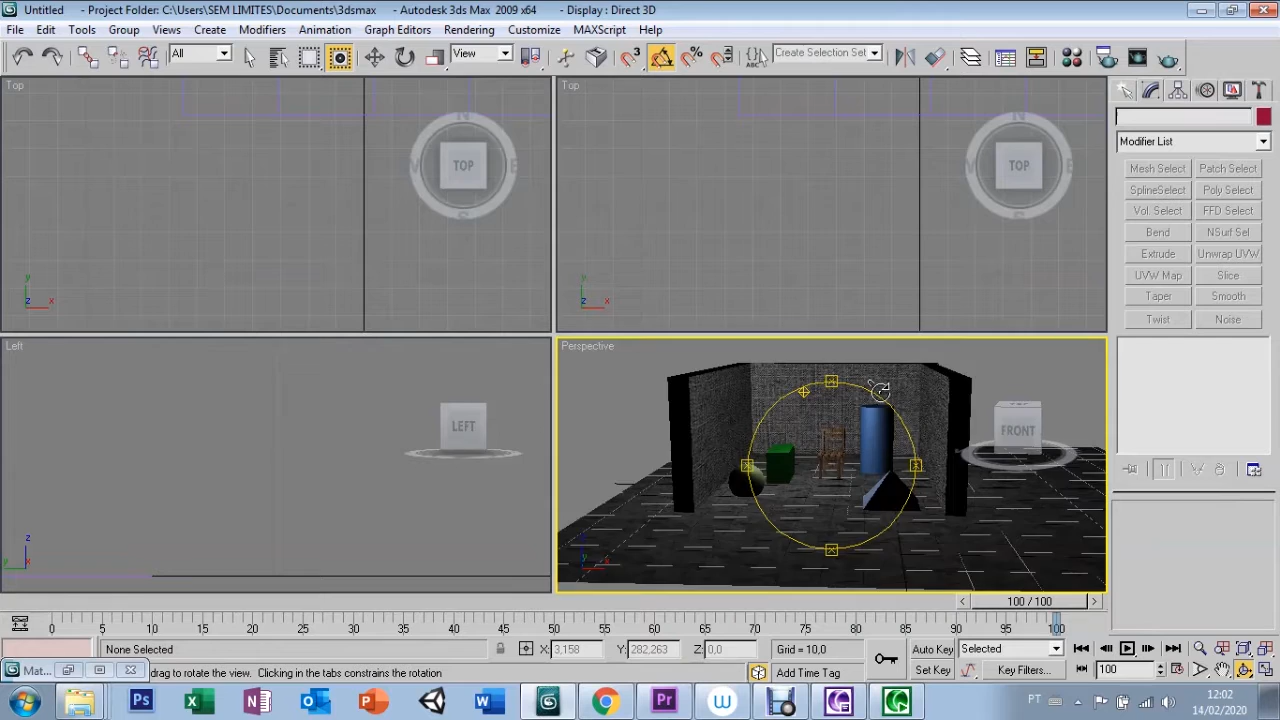 Untitled - Project Folder: C:\Users\SEM LIMITES\Documents\3dsmax - Autodesk 3ds Max 2009 x64 - Display : Direct 3D
File Edit Tools Group Views Create Modifiers Animation Graph Editors Rendering Customize MAXScript Help
All View 3 % ABC Create Selection Set
Top
N
TOP
S
y
z x
Top
N
TOP
S
y
z x
Modifier List
Mesh Select Patch Select
SplineSelect Poly Select
Vol. Select FFD Select
Bend NSurf Sel
Extrude Unwrap UVW
UVW Map Slice
Taper Smooth
Twist Noise
Left
LEFT
z
y x
Perspective
FRONT
100 / 100
0 5 10 15 20 25 30 35 40 45 50 55 60 65 70 75 80 85 90 95 100
None Selected X: 3,158 Y: 282,263 Z: 0,0 Grid = 10,0 Auto Key Selected
Mat... drag to rotate the view. Clicking in the tabs constrains the rotation Add Time Tag Set Key Key Filters... 100
Ps Pr W PT 12:02
14/02/2020